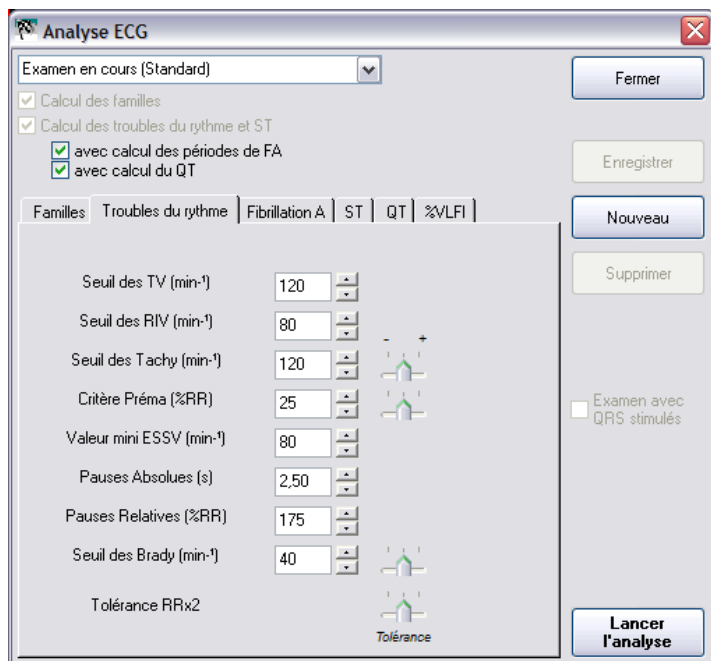 Analyse ECG
Examen en cours (Standard)
Fermer
Calcul des familles
Calcul des troubles du rythme et ST
avec calcul des périodes de FA
avec calcul du QT
Enregistrer
Familles Troubles du rythme Fibrillation A ST QT %VLFI
Nouveau
Supprimer
Seuil des TV (min-¹) 120
Seuil des RIV (min-¹) 80
- +
Seuil des Tachy (min-¹) 120
Critère Préma (%RR) 25
Examen avec
QRS stimulés
Valeur mini ESSV (min-¹) 80
Pauses Absolues (s) 2,50
Pauses Relatives (%RR) 175
Seuil des Brady (min-¹) 40
Tolérance RRx2
Tolérance
Lancer
l'analyse